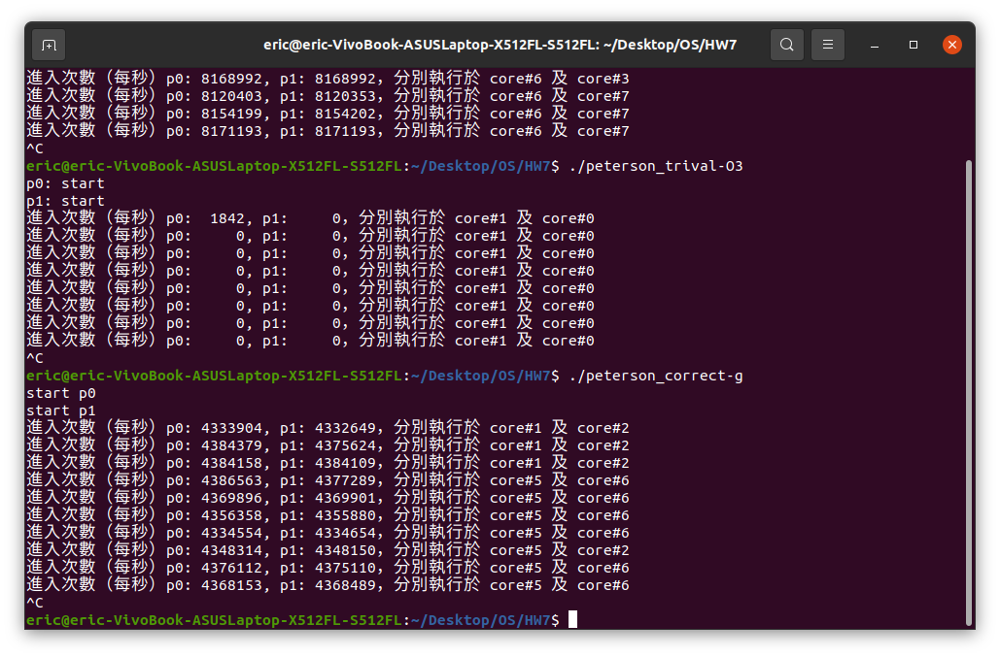 eric@eric-VivoBook-ASUSLaptop-X512FL-S512FL: ~/Desktop/OS/HW7
進入次數（每秒）p0: 8168992, p1: 8168992，分別執行於 core#6 及 core#3
進入次數（每秒）p0: 8120403, p1: 8120353，分別執行於 core#6 及 core#7
進入次數（每秒）p0: 8154199, p1: 8154202，分別執行於 core#6 及 core#7
進入次數（每秒）p0: 8171193, p1: 8171193，分別執行於 core#6 及 core#7
^C
eric@eric-VivoBook-ASUSLaptop-X512FL-S512FL:~/Desktop/OS/HW7$ ./peterson_trival-O3
p0: start
p1: start
進入次數（每秒）p0:  1842, p1:     0，分別執行於 core#1 及 core#0
進入次數（每秒）p0:     0, p1:     0，分別執行於 core#1 及 core#0
進入次數（每秒）p0:     0, p1:     0，分別執行於 core#1 及 core#0
進入次數（每秒）p0:     0, p1:     0，分別執行於 core#1 及 core#0
進入次數（每秒）p0:     0, p1:     0，分別執行於 core#1 及 core#0
進入次數（每秒）p0:     0, p1:     0，分別執行於 core#1 及 core#0
進入次數（每秒）p0:     0, p1:     0，分別執行於 core#1 及 core#0
進入次數（每秒）p0:     0, p1:     0，分別執行於 core#1 及 core#0
^C
eric@eric-VivoBook-ASUSLaptop-X512FL-S512FL:~/Desktop/OS/HW7$ ./peterson_correct-g
start p0
start p1
進入次數（每秒）p0: 4333904, p1: 4332649，分別執行於 core#1 及 core#2
進入次數（每秒）p0: 4384379, p1: 4375624，分別執行於 core#1 及 core#2
進入次數（每秒）p0: 4384158, p1: 4384109，分別執行於 core#1 及 core#2
進入次數（每秒）p0: 4386563, p1: 4377289，分別執行於 core#5 及 core#6
進入次數（每秒）p0: 4369896, p1: 4369901，分別執行於 core#5 及 core#6
進入次數（每秒）p0: 4356358, p1: 4355880，分別執行於 core#5 及 core#6
進入次數（每秒）p0: 4334554, p1: 4334654，分別執行於 core#5 及 core#6
進入次數（每秒）p0: 4348314, p1: 4348150，分別執行於 core#5 及 core#2
進入次數（每秒）p0: 4376112, p1: 4375110，分別執行於 core#5 及 core#6
進入次數（每秒）p0: 4368153, p1: 4368489，分別執行於 core#5 及 core#6
^C
eric@eric-VivoBook-ASUSLaptop-X512FL-S512FL:~/Desktop/OS/HW7$